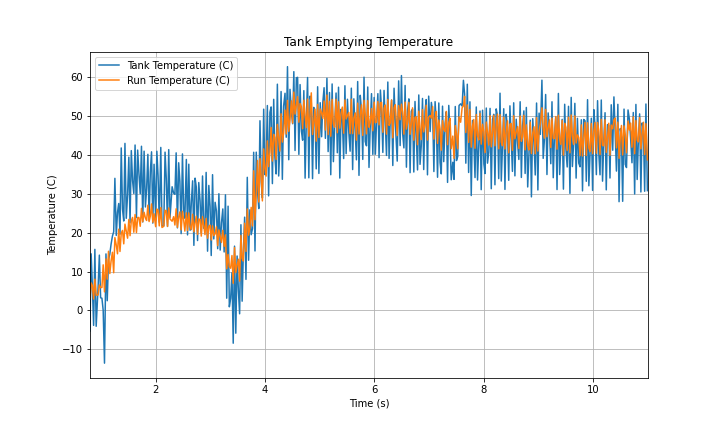 Tank Emptying Temperature
Tank Temperature (C)
Run Temperature (C)
60
50
40
30
20
10
0
−10
Temperature (C)
2
4
6
8
10
Time (s)